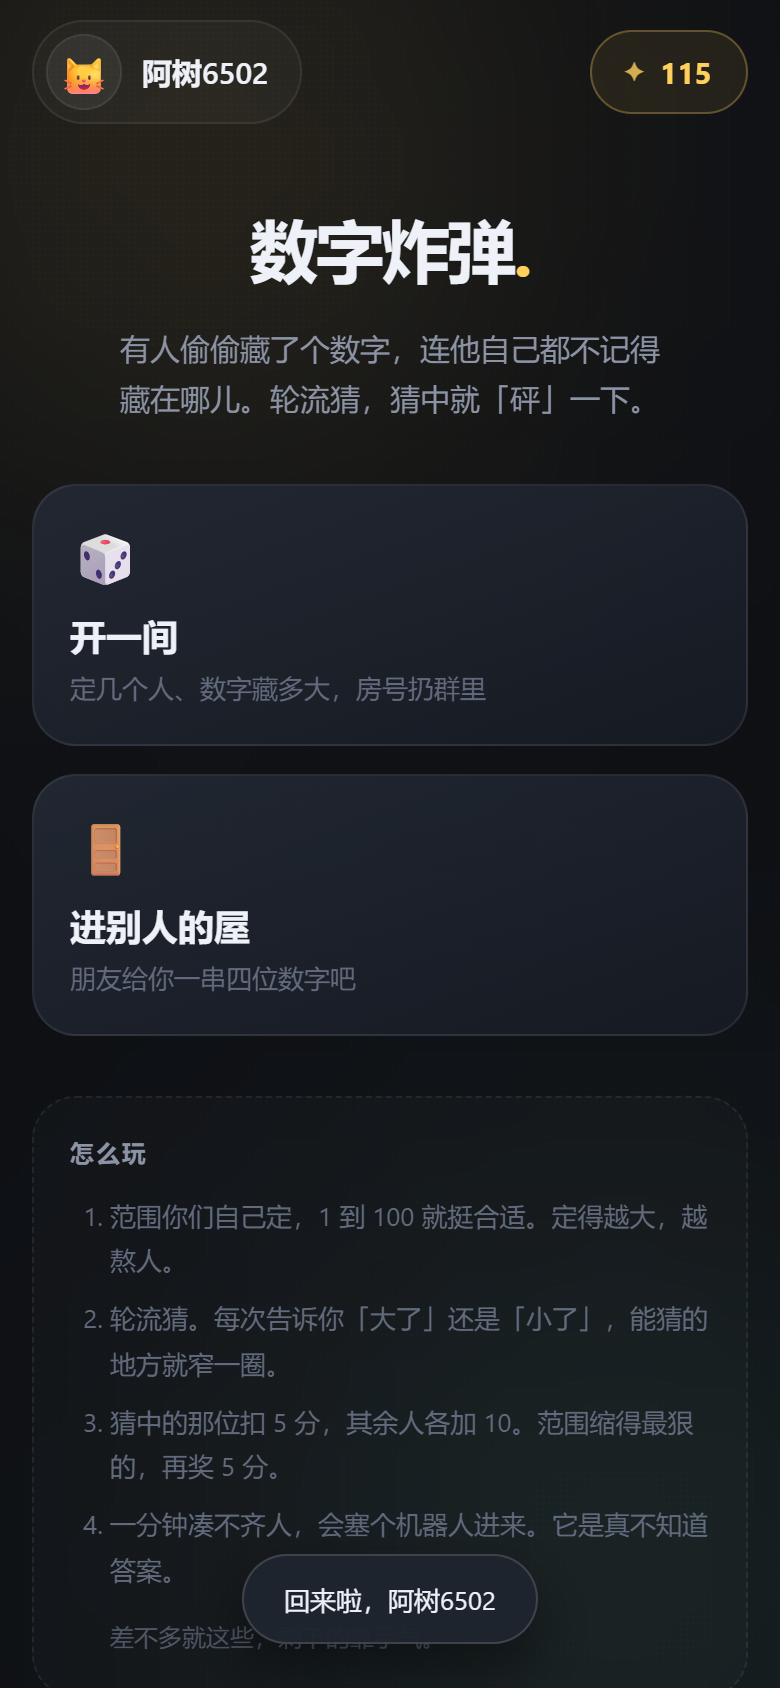 阿树6502
✦ 115
数字炸弹.
有人偷偷藏了个数字，连他自己都不记得
藏在哪儿。轮流猜，猜中就「砰」一下。
开一间
定几个人、数字藏多大，房号扔群里
进别人的屋
朋友给你一串四位数字吧
怎么玩
1. 范围你们自己定，1 到 100 就挺合适。定得越大，越
熬人。
2. 轮流猜。每次告诉你「大了」还是「小了」，能猜的
地方就窄一圈。
3. 猜中的那位扣 5 分，其余人各加 10。范围缩得最狠
的，再奖 5 分。
4. 一分钟凑不齐人，会塞个机器人进来。它是真不知道
答案。
回来啦，阿树6502
差不多就这些，